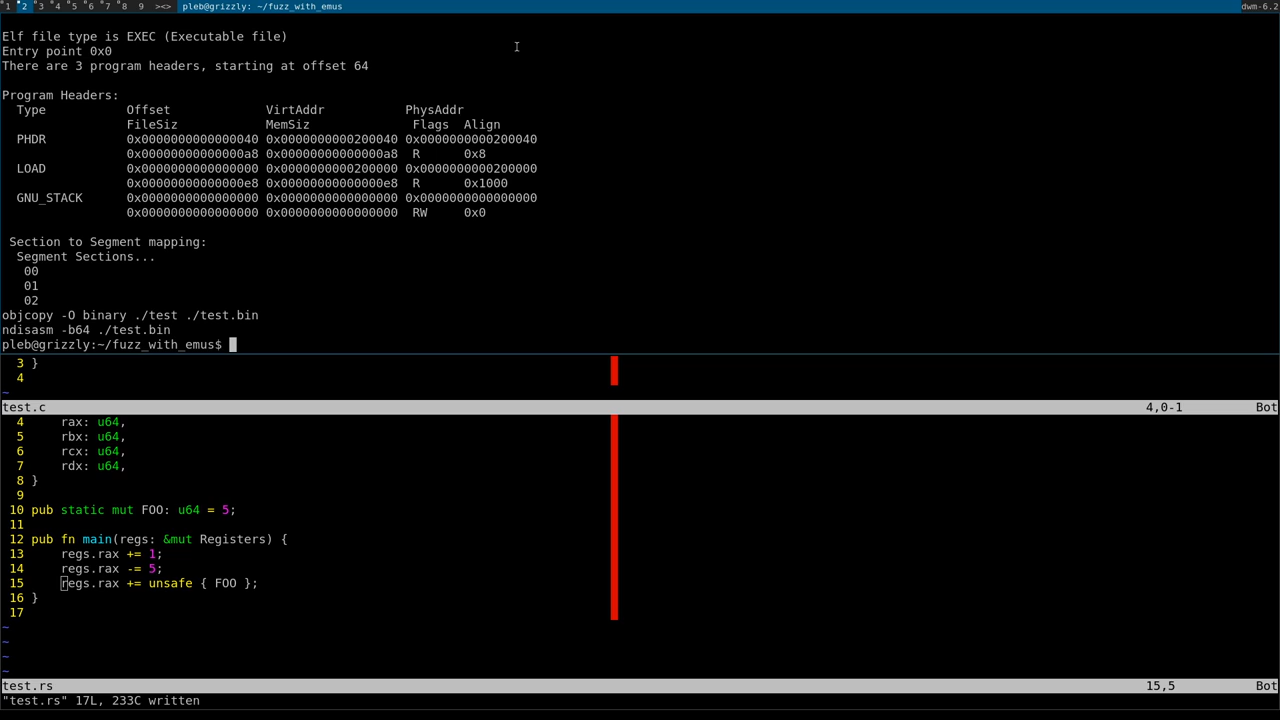 1 2 3 4 5 6 7 8 9 ><> pleb@grizzly: ~/fuzz_with_emus dwm-6.2
Elf file type is EXEC (Executable file)
Entry point 0x0
There are 3 program headers, starting at offset 64
Program Headers:
  Type           Offset             VirtAddr           PhysAddr
                 FileSiz            MemSiz              Flags  Align
  PHDR           0x0000000000000040 0x0000000000200040 0x0000000000200040
                 0x00000000000000a8 0x00000000000000a8  R      0x8
  LOAD           0x0000000000000000 0x0000000000200000 0x0000000000200000
                 0x00000000000000e8 0x00000000000000e8  R      0x1000
  GNU_STACK      0x0000000000000000 0x0000000000000000 0x0000000000000000
                 0x0000000000000000 0x0000000000000000  RW     0x0
 Section to Segment mapping:
  Segment Sections...
   00
   01
   02
objcopy -O binary ./test ./test.bin
ndisasm -b64 ./test.bin
pleb@grizzly:~/fuzz_with_emus$
  3 }
  4
~
test.c 4,0-1 Bot
  4     rax: u64,
  5     rbx: u64,
  6     rcx: u64,
  7     rdx: u64,
  8 }
  9
 10 pub static mut FOO: u64 = 5;
 11
 12 pub fn main(regs: &mut Registers) {
 13     regs.rax += 1;
 14     regs.rax -= 5;
 15     regs.rax += unsafe { FOO };
 16 }
 17
~
~
~
~
test.rs 15,5 Bot
"test.rs" 17L, 233C written